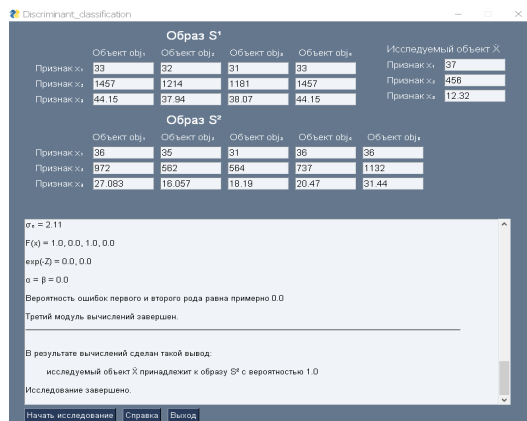 Discriminant_classification
Образ S¹
Объект obj₁ Объект obj₂ Объект obj₃ Объект obj₄
Признак x₁ 33 32 31 33
Признак x₂ 1457 1214 1181 1457
Признак x₃ 44.15 37.94 38.07 44.15
Исследуемый объект X̄
Признак x₁ 37
Признак x₂ 456
Признак x₃ 12.32
Образ S²
Объект obj₁ Объект obj₂ Объект obj₃ Объект obj₄ Объект obj₅
Признак x₁ 36 35 31 36 36
Признак x₂ 972 562 564 737 1132
Признак x₃ 27.083 16.057 18.19 20.47 31.44
σₑ = 2.11
F(x) = 1.0, 0.0, 1.0, 0.0
exp(-Z) = 0.0, 0.0
α = β = 0.0
Вероятность ошибок первого и второго рода равна примерно 0.0
Третий модуль вычислений завершен.
В результате вычислений сделан такой вывод:
исследуемый объект X̄ принадлежит к образу S² с вероятностью 1.0
Исследование завершено.
Начать исследование Справка Выход